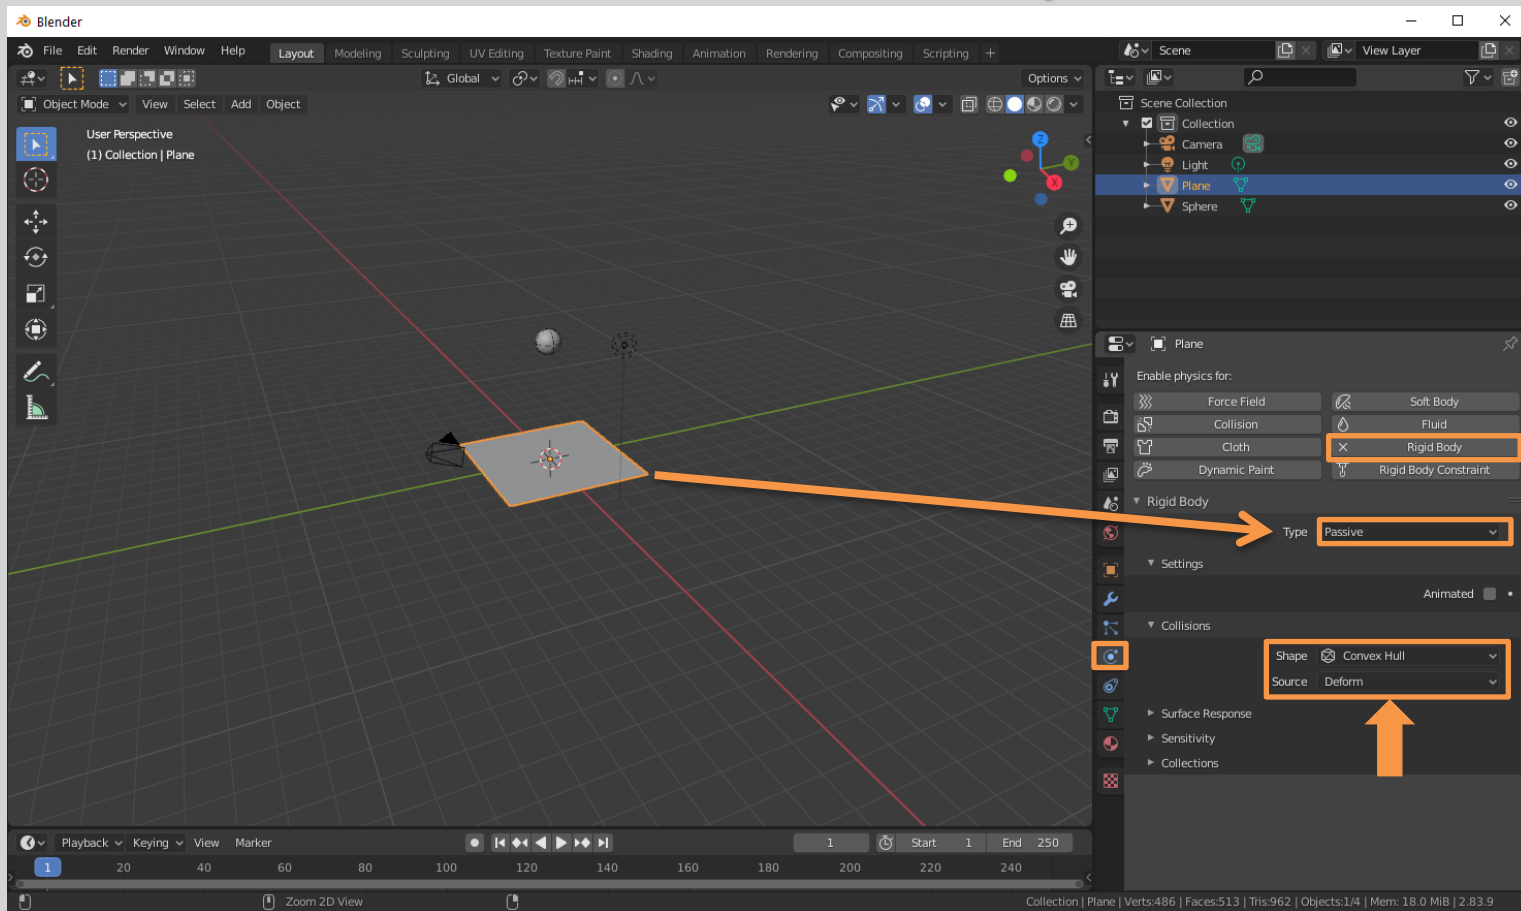 Blender
File Edit Render Window Help Layout Modeling Sculpting UV Editing Texture Paint Shading Animation Rendering Compositing Scripting + Scene View Layer
Global Options
Object Mode View Select Add Object
User Perspective
(1) Collection | Plane
Z
Y
X
Scene Collection
Collection
Camera
Light
Plane
Sphere
Plane
Enable physics for:
Force Field Soft Body
Collision Fluid
Cloth Rigid Body
Dynamic Paint Rigid Body Constraint
Rigid Body
Type Passive
Settings
Animated
Collisions
Shape Convex Hull
Source Deform
Surface Response
Sensitivity
Collections
Playback Keying View Marker 1 Start 1 End 250
1 20 40 60 80 100 120 140 160 180 200 220 240
Zoom 2D View Collection | Plane | Verts:486 | Faces:513 | Tris:962 | Objects:1/4 | Mem: 18.0 MiB | 2.83.9